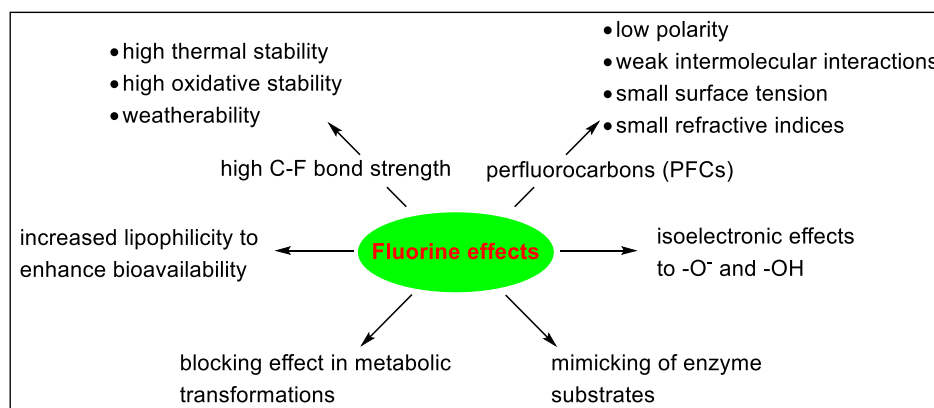 •high thermal stability
•high oxidative stability
•weatherability
high C-F bond strength
•low polarity
•weak intermolecular interactions
•small surface tension
•small refractive indices
perfluorocarbons (PFCs)
increased lipophilicity to
enhance bioavailability
Fluorine effects
isoelectronic effects
to -O⁻ and -OH
blocking effect in metabolic
transformations
mimicking of enzyme
substrates